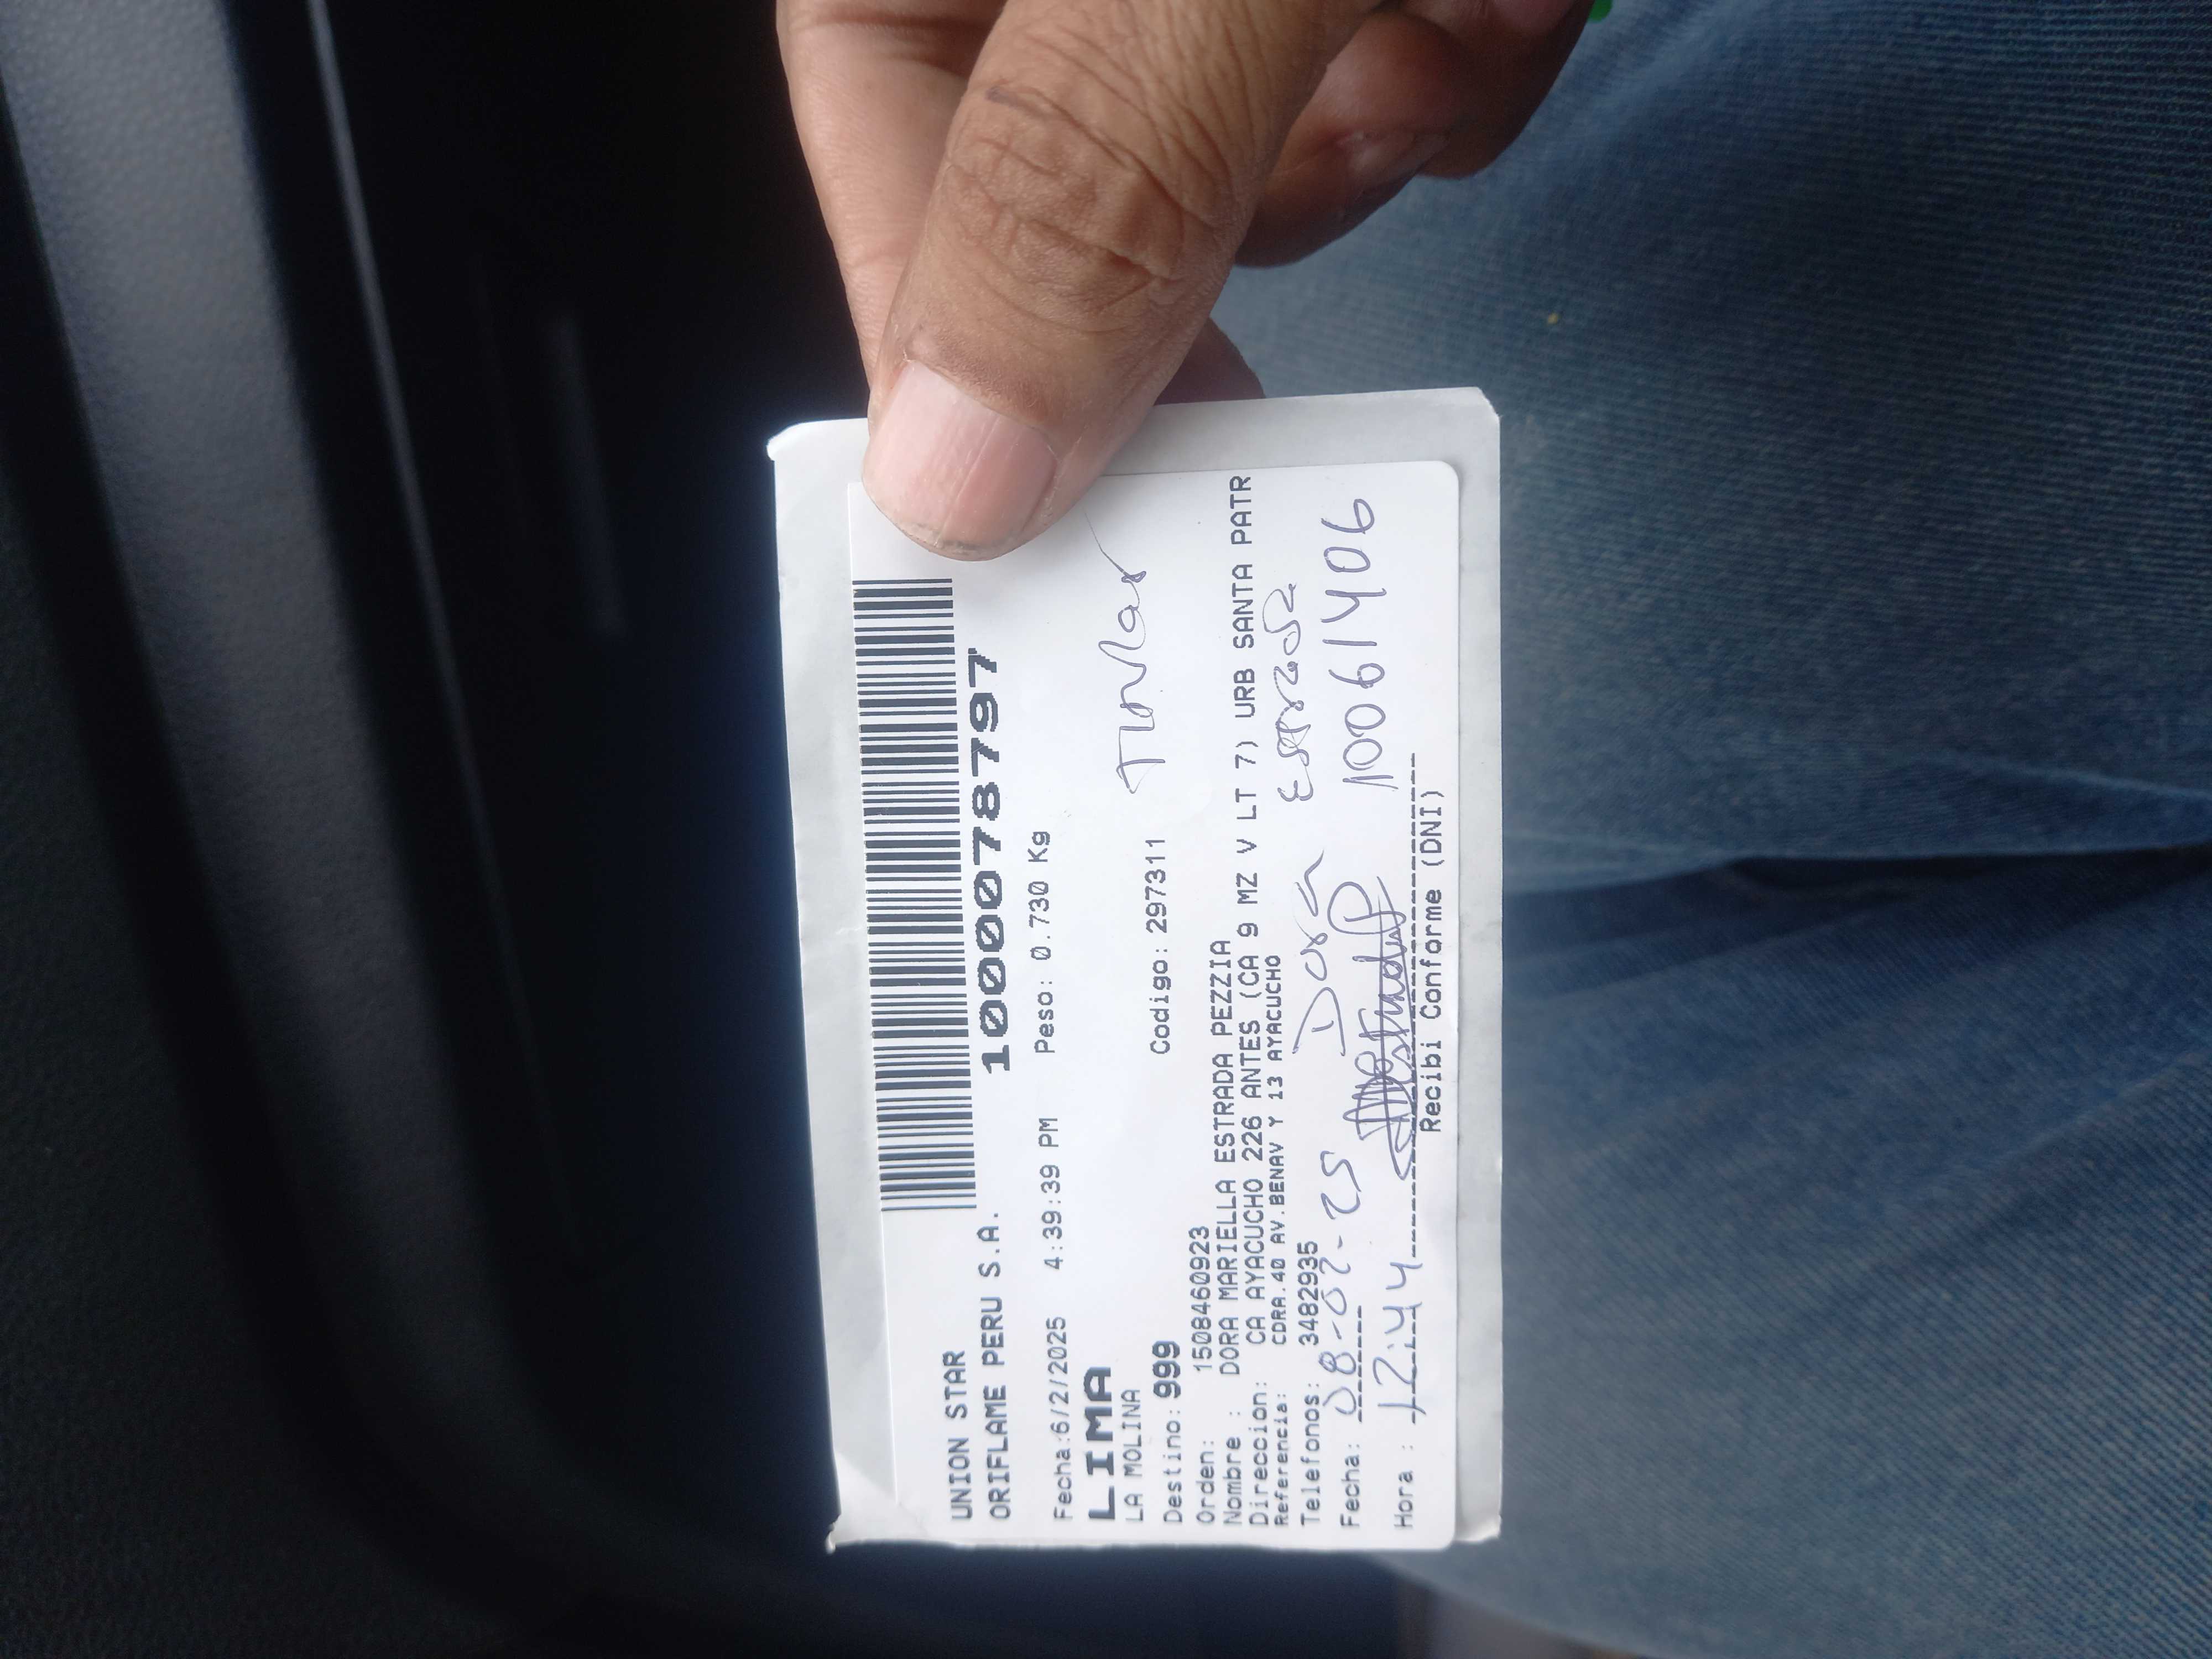 UNION STAR
ORIFLAME PERU S.A. 1000078797
Fecha:6/2/2025 4:39:39 PM Peso: 0.730 Kg
LIMA
LA MOLINA
Destino: 999 Codigo: 297311
Orden: 1508460923
Nombre : DORA MARIELLA ESTRADA PEZZIA
Direccion: CA AYACUCHO 226 ANTES (CA 9 MZ V LT 7) URB SANTA PATR
Referencia: CDRA.40 AV.BENAV Y 13 AYACUCHO
Telefonos: 3482935 Dora Estrada
Fecha: 08-02-25 10061406
Hora : 12:44
Recibi Conforme (DNI)